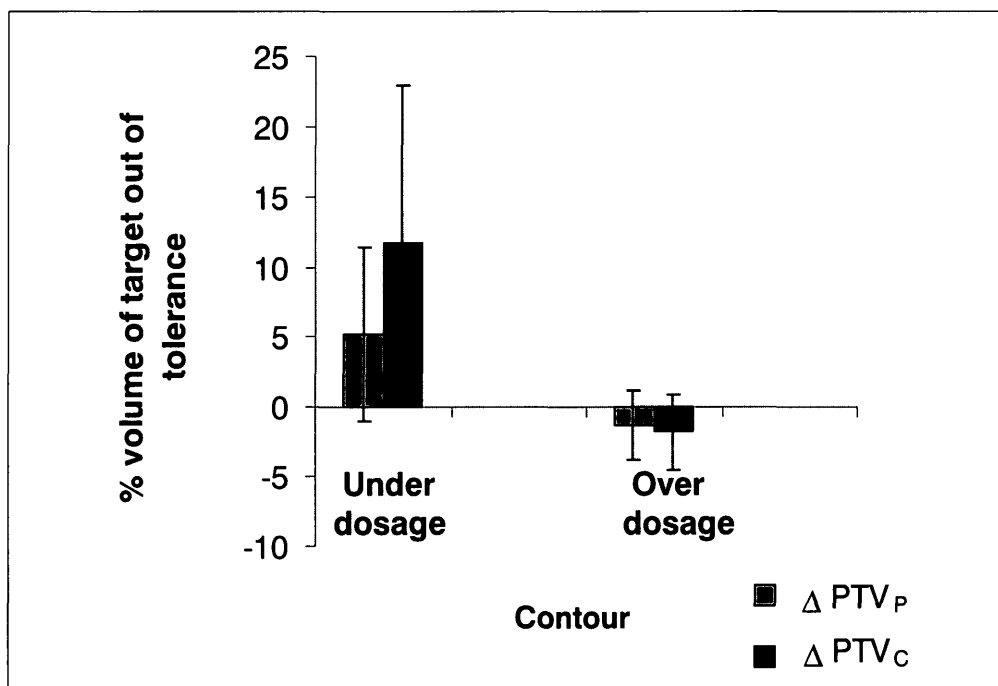 % volume of target out of
tolerance
25
20
15
10
5
0
-5
-10
Under
dosage
Over
dosage
Contour
Δ PTVP
Δ PTVC